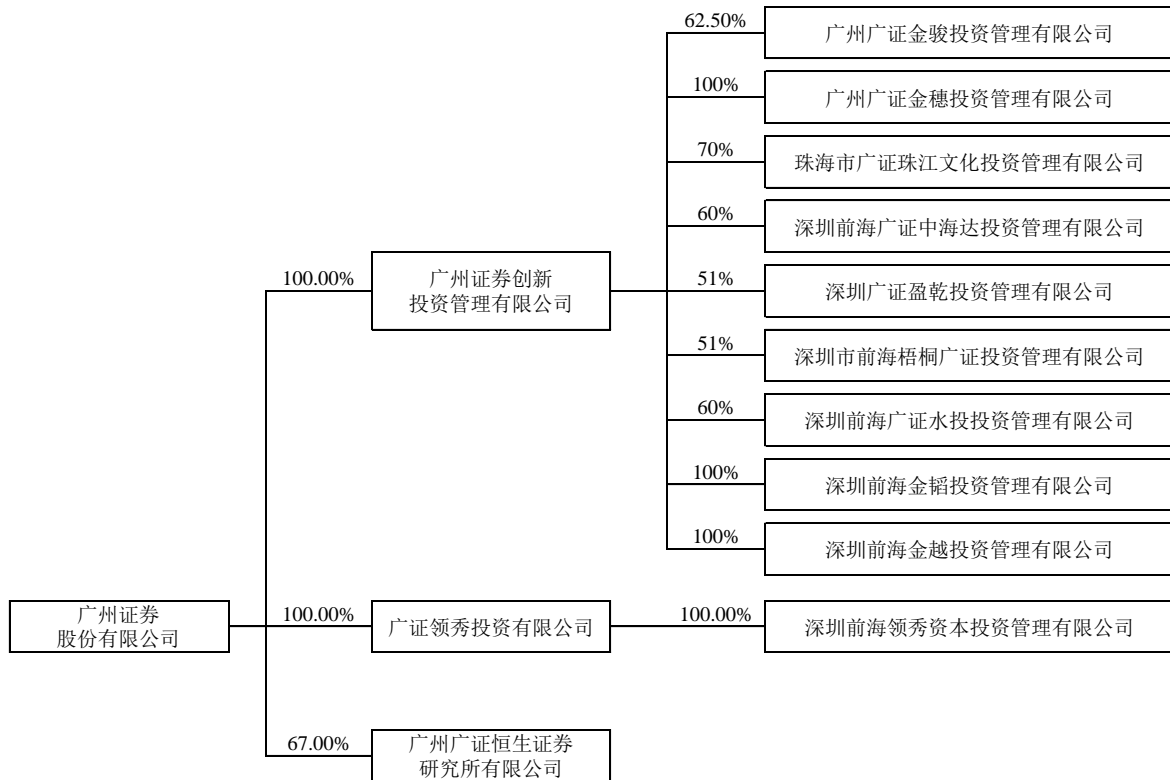 62.50%
广州广证金骏投资管理有限公司
100%
广州广证金穗投资管理有限公司
70%
珠海市广证珠江文化投资管理有限公司
60%
深圳前海广证中海达投资管理有限公司
100.00%
广州证券创新
投资管理有限公司
51%
深圳广证盈乾投资管理有限公司
51%
深圳市前海梧桐广证投资管理有限公司
60%
深圳前海广证水投投资管理有限公司
100%
深圳前海金韬投资管理有限公司
100%
深圳前海金越投资管理有限公司
广州证券
股份有限公司
100.00%
广证领秀投资有限公司
100.00%
深圳前海领秀资本投资管理有限公司
67.00%
广州广证恒生证券
研究所有限公司